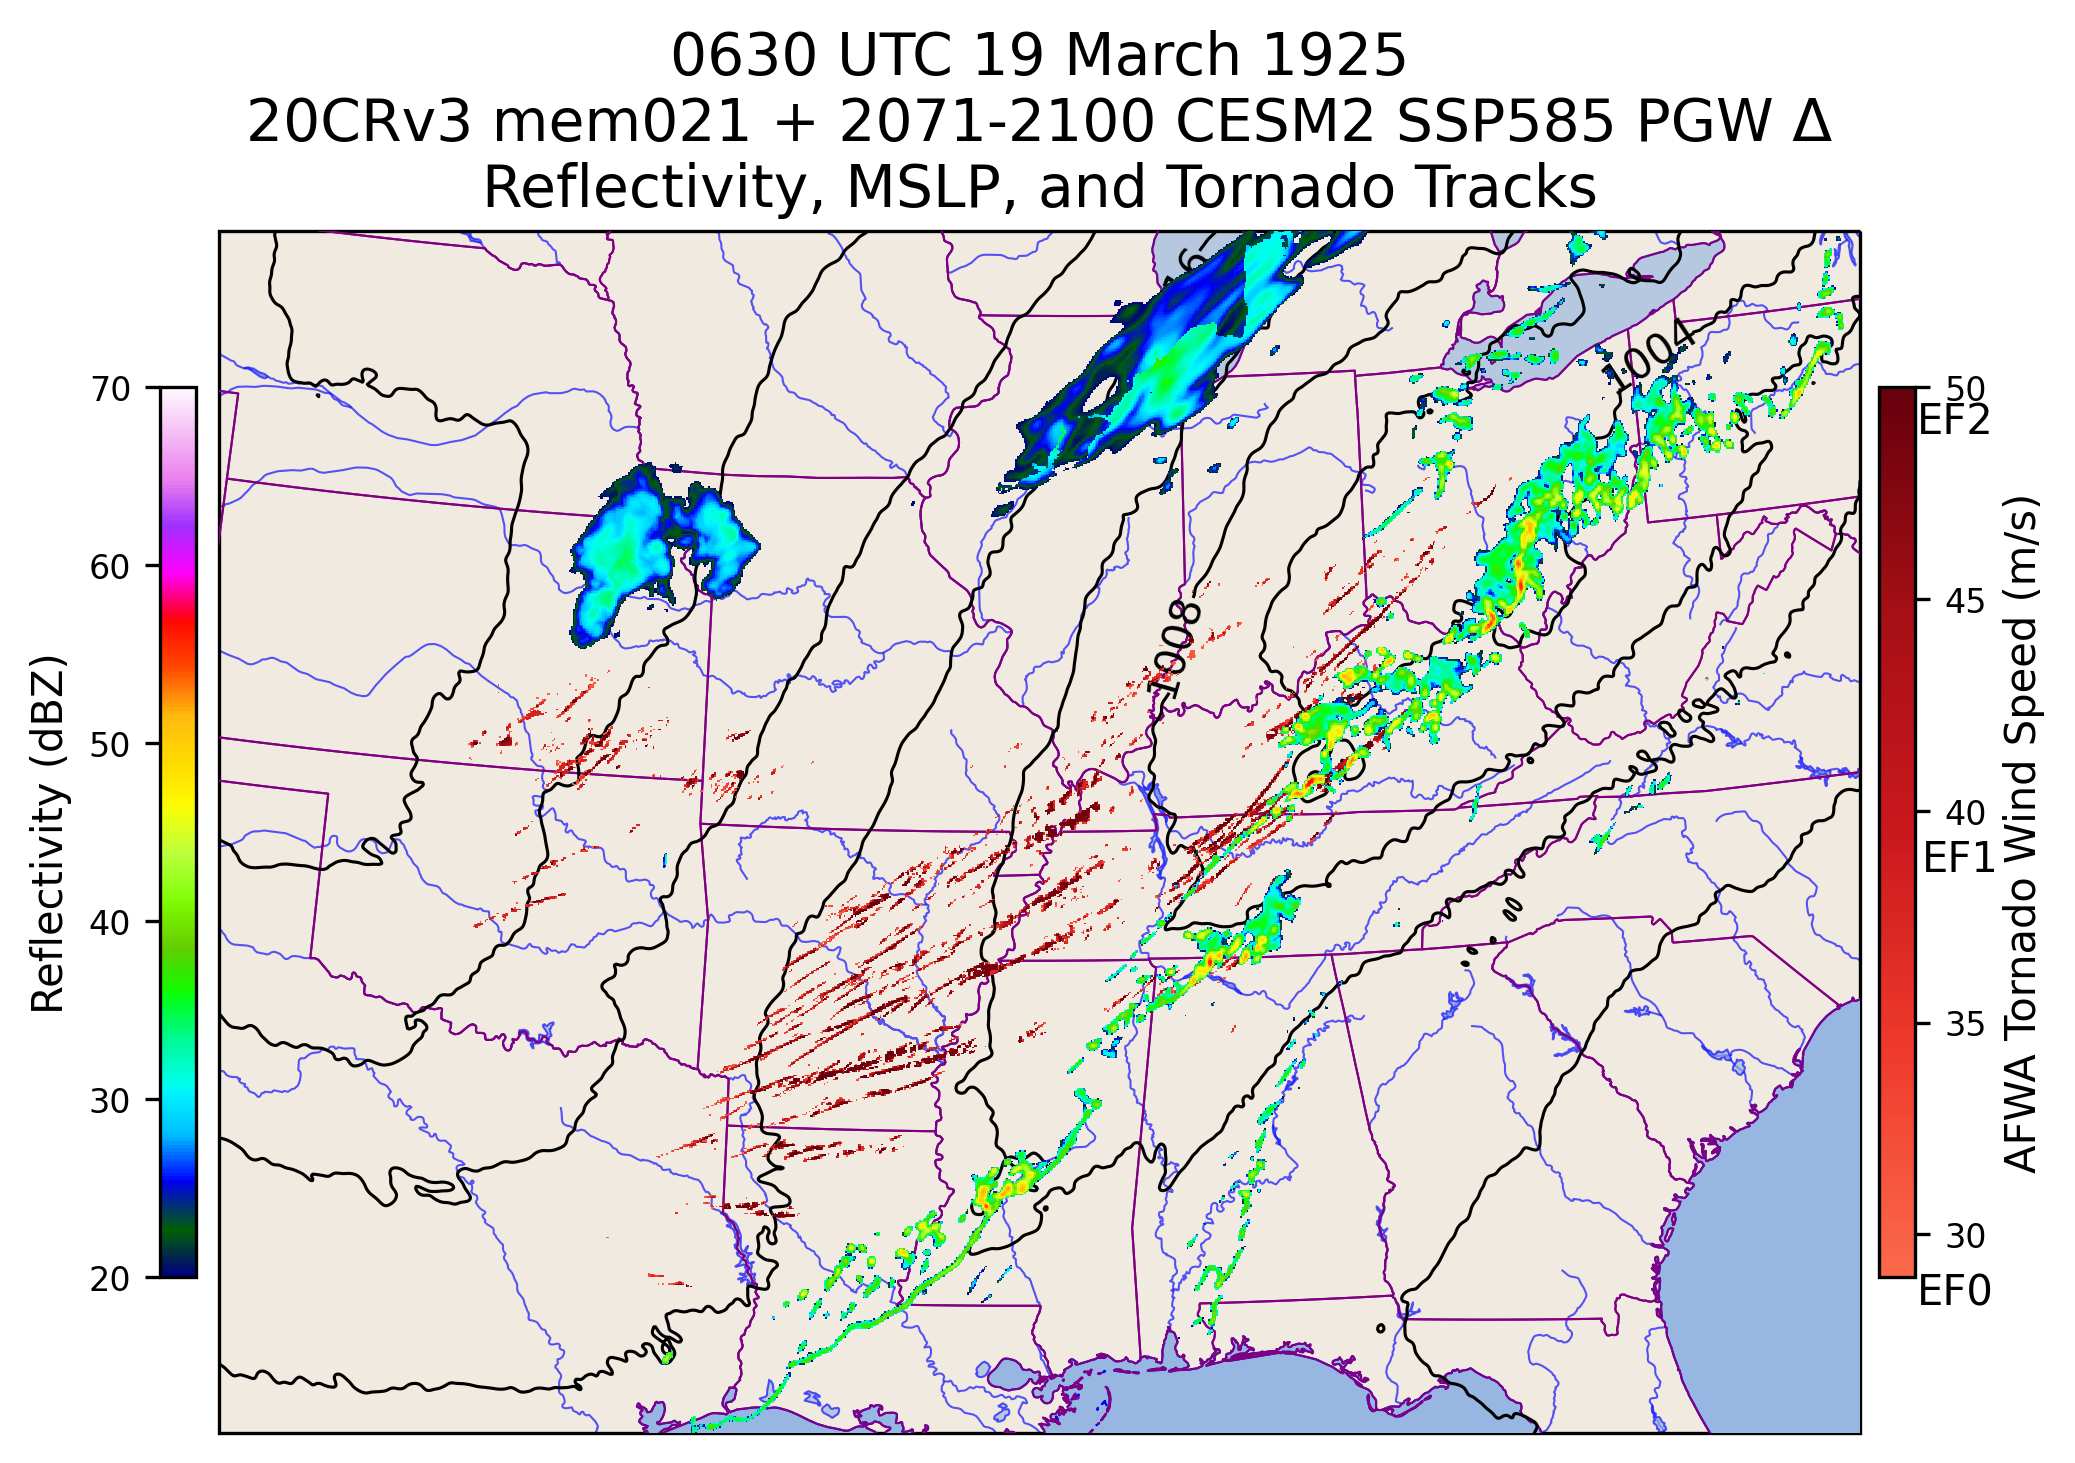 0630 UTC 19 March 1925
20CRv3 mem021 + 2071-2100 CESM2 SSP585 PGW Δ
Reflectivity, MSLP, and Tornado Tracks
70
60
50
40
30
20
Reflectivity (dBZ)
16
1004
1008
50
EF2
45
40
EF1
35
30
EF0
AFWA Tornado Wind Speed (m/s)